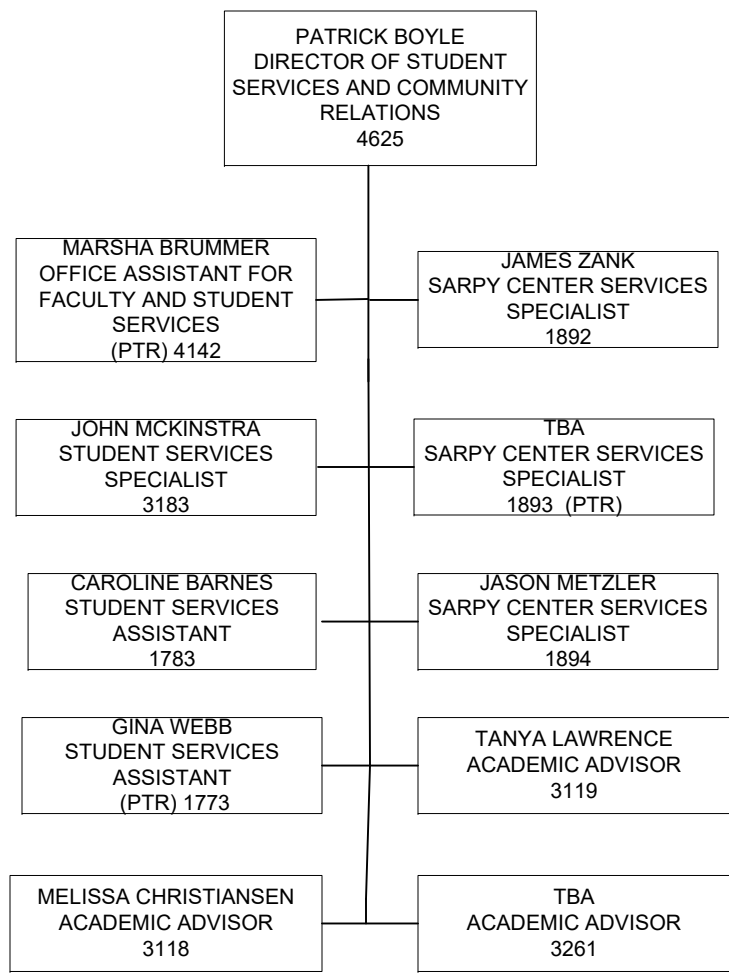 PATRICK BOYLE
DIRECTOR OF STUDENT
SERVICES AND COMMUNITY
RELATIONS
4625
MARSHA BRUMMER
OFFICE ASSISTANT FOR
FACULTY AND STUDENT
SERVICES
(PTR) 4142
JAMES ZANK
SARPY CENTER SERVICES
SPECIALIST
1892
JOHN MCKINSTRA
STUDENT SERVICES
SPECIALIST
3183
TBA
SARPY CENTER SERVICES
SPECIALIST
1893 (PTR)
CAROLINE BARNES
STUDENT SERVICES
ASSISTANT
1783
JASON METZLER
SARPY CENTER SERVICES
SPECIALIST
1894
GINA WEBB
STUDENT SERVICES
ASSISTANT
(PTR) 1773
TANYA LAWRENCE
ACADEMIC ADVISOR
3119
MELISSA CHRISTIANSEN
ACADEMIC ADVISOR
3118
TBA
ACADEMIC ADVISOR
3261